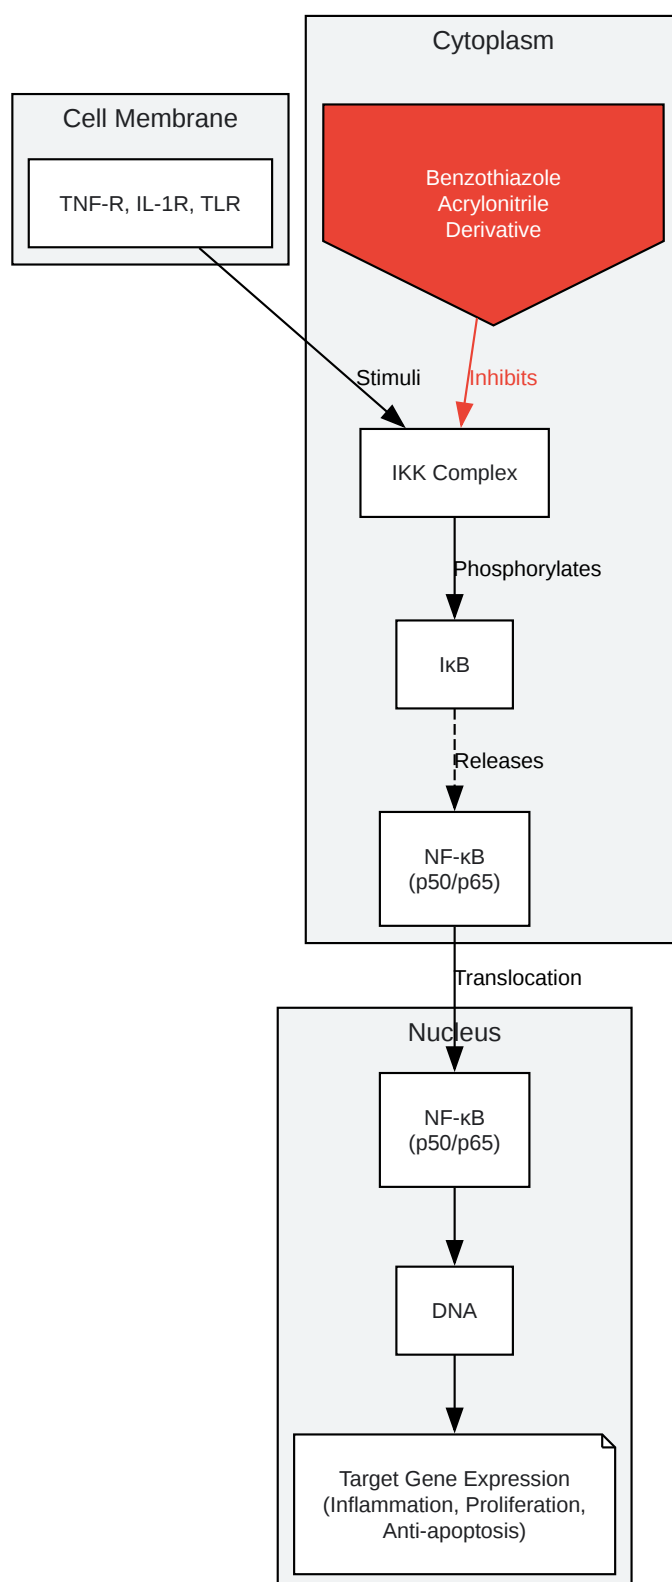 Cytoplasm
Cell Membrane
TNF-R, IL-1R, TLR
Benzothiazole
Acrylonitrile
Derivative
Stimuli
Inhibits
IKK Complex
Phosphorylates
IκB
Releases
NF-κB
(p50/p65)
Translocation
Nucleus
NF-κB
(p50/p65)
DNA
Target Gene Expression
(Inflammation, Proliferation,
Anti-apoptosis)